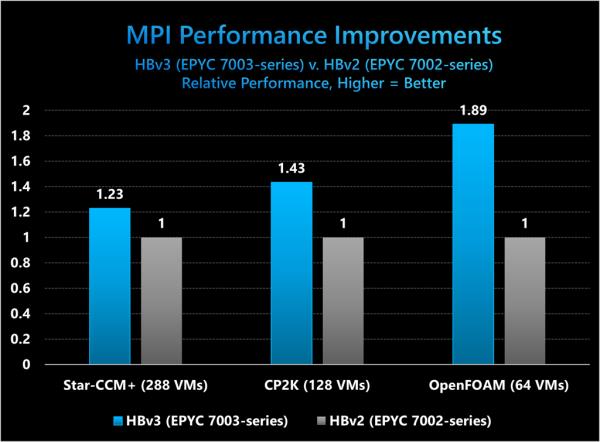 MPI Performance Improvements
HBv3 (EPYC 7003-series) v. HBv2 (EPYC 7002-series)
Relative Performance, Higher = Better
2
1.8
1.6
1.4
1.2
1
0.8
0.6
0.4
0.2
0
1.23
1
1.43
1
1.89
1
Star-CCM+ (288 VMs)
CP2K (128 VMs)
OpenFOAM (64 VMs)
HBv3 (EPYC 7003-series)
HBv2 (EPYC 7002-series)